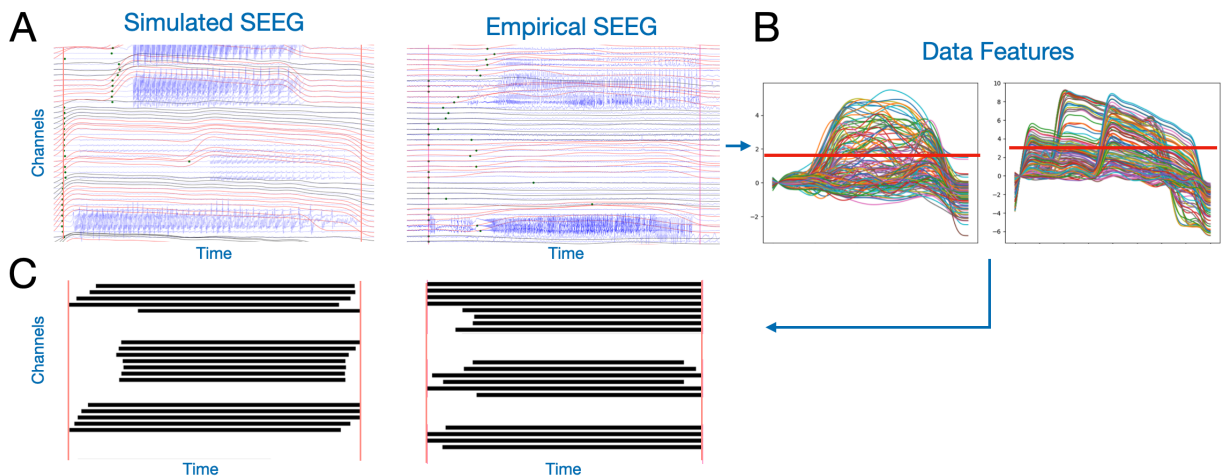 A
Simulated SEEG
Empirical SEEG
B
Data Features
Channels
Time
Time
4
2
0
−2
10
8
6
4
2
0
−2
−4
−6
C
Channels
Time
Time